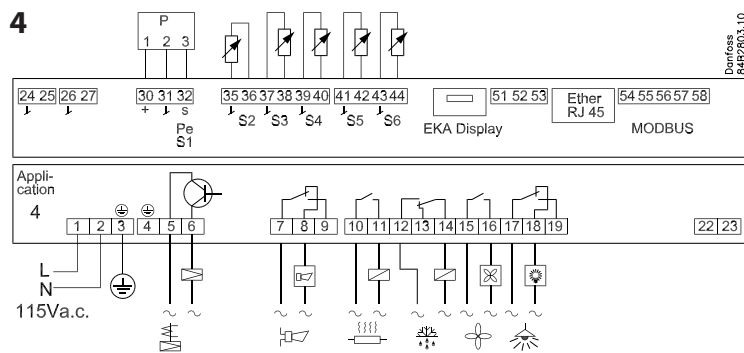 4
P
1 2 3
Danfoss
84B2803.10
24 25 26 27 30 31 32 35 36 37 38 39 40 41 42 43 44 51 52 53 54 55 56 57 58
+ s S2 S3 S4 S5 S6
Pe
S1
EKA Display
Ether
RJ 45
MODBUS
Appli-
cation
4
1 2 3 4 5 6 7 8 9 10 11 12 13 14 15 16 17 18 19 22 23
L
N
115Va.c.